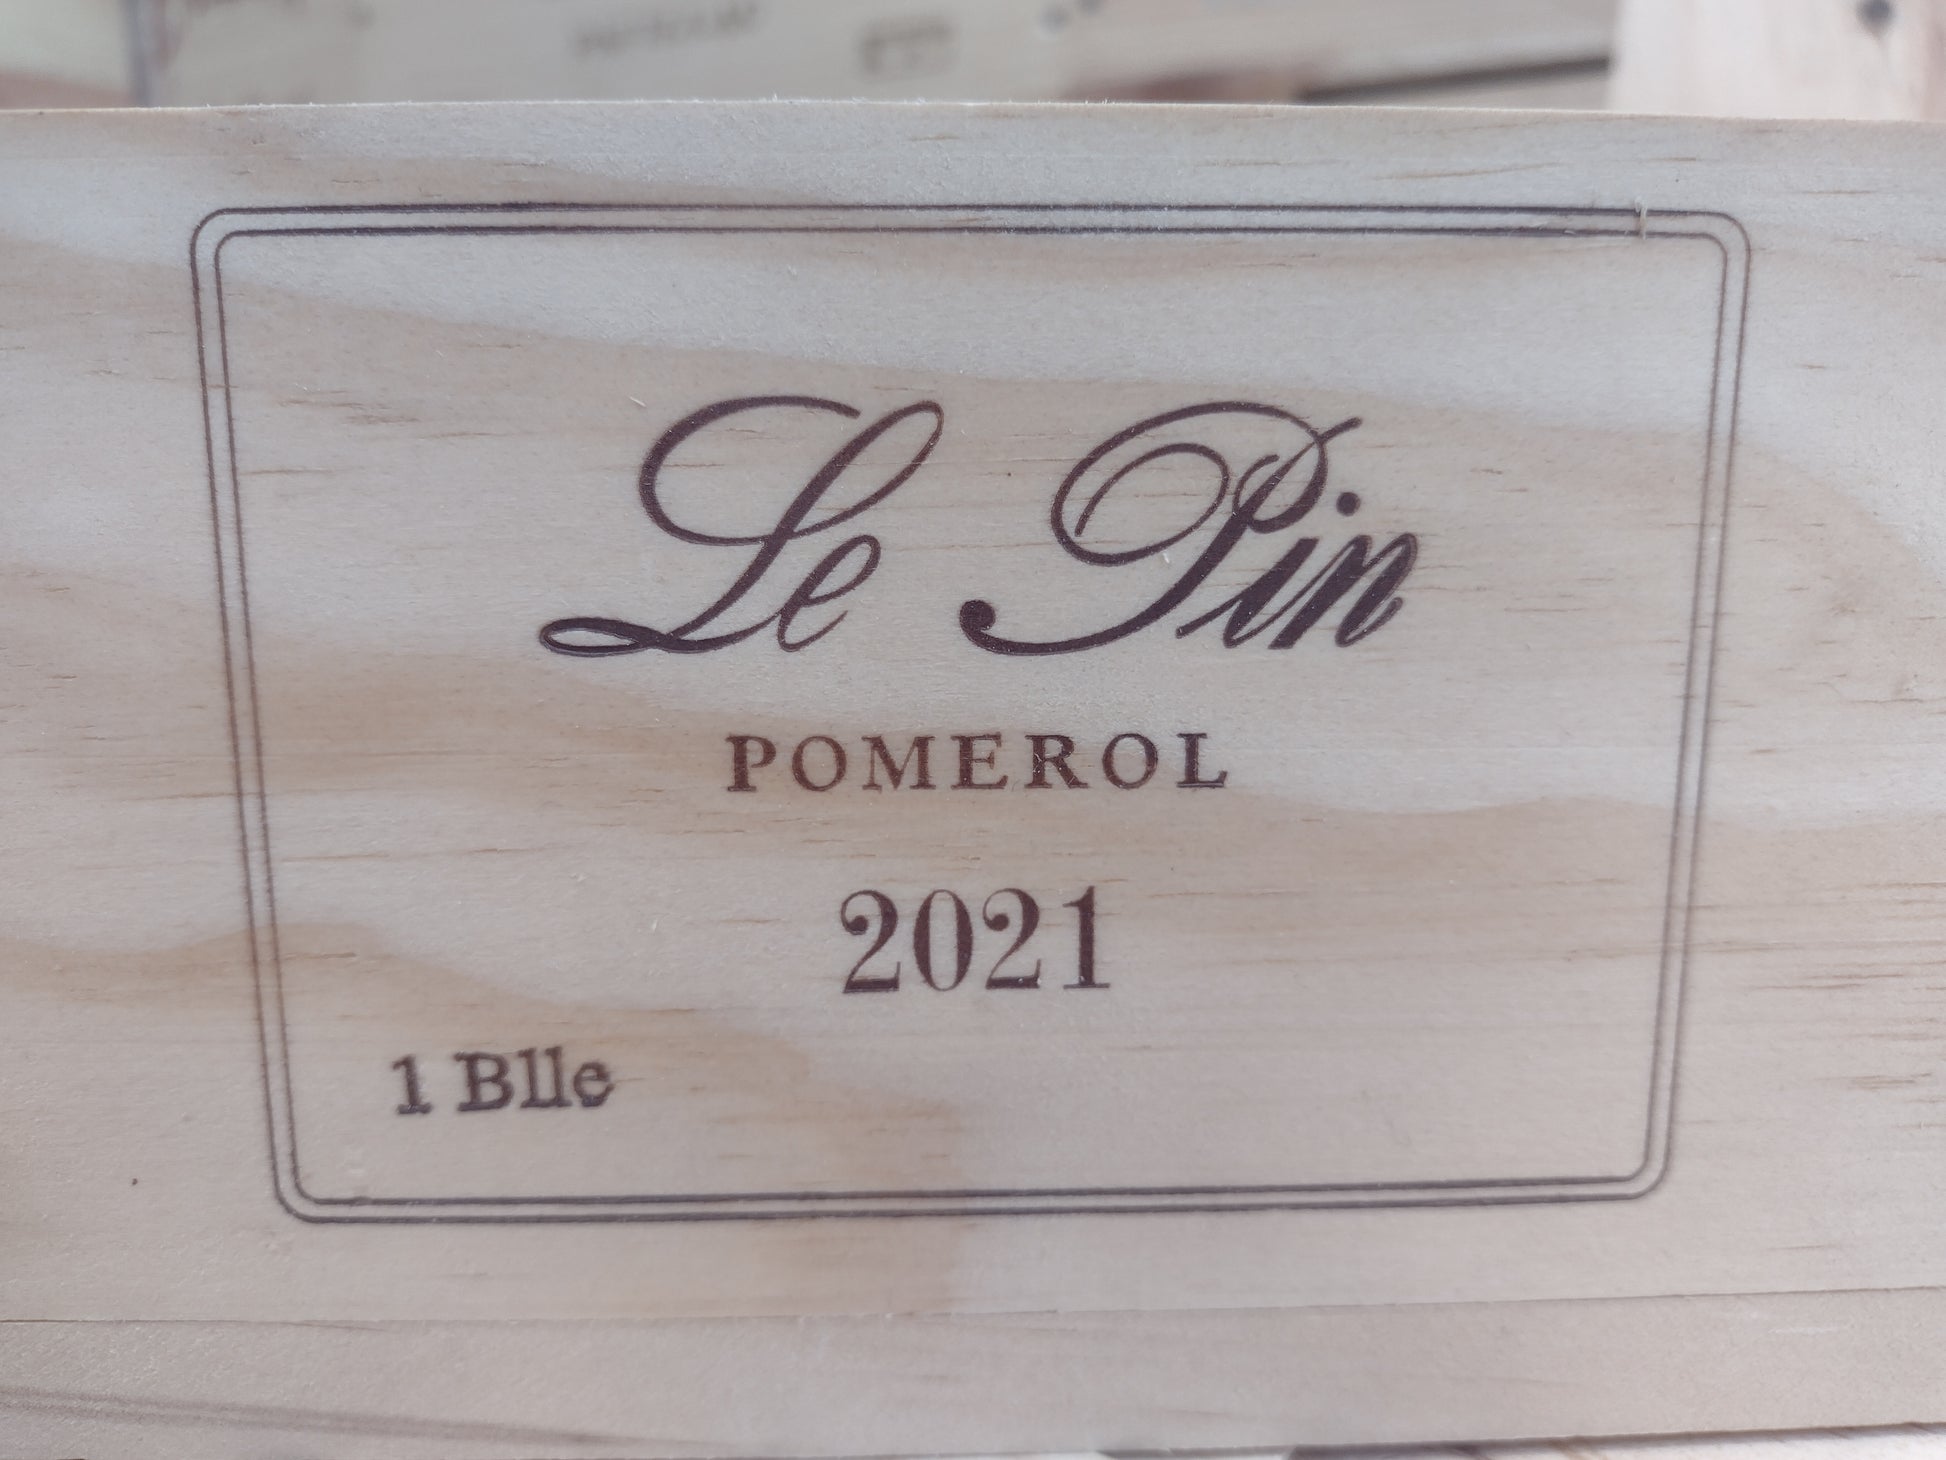 Le Pin
POMEROL
2021
1 Blle